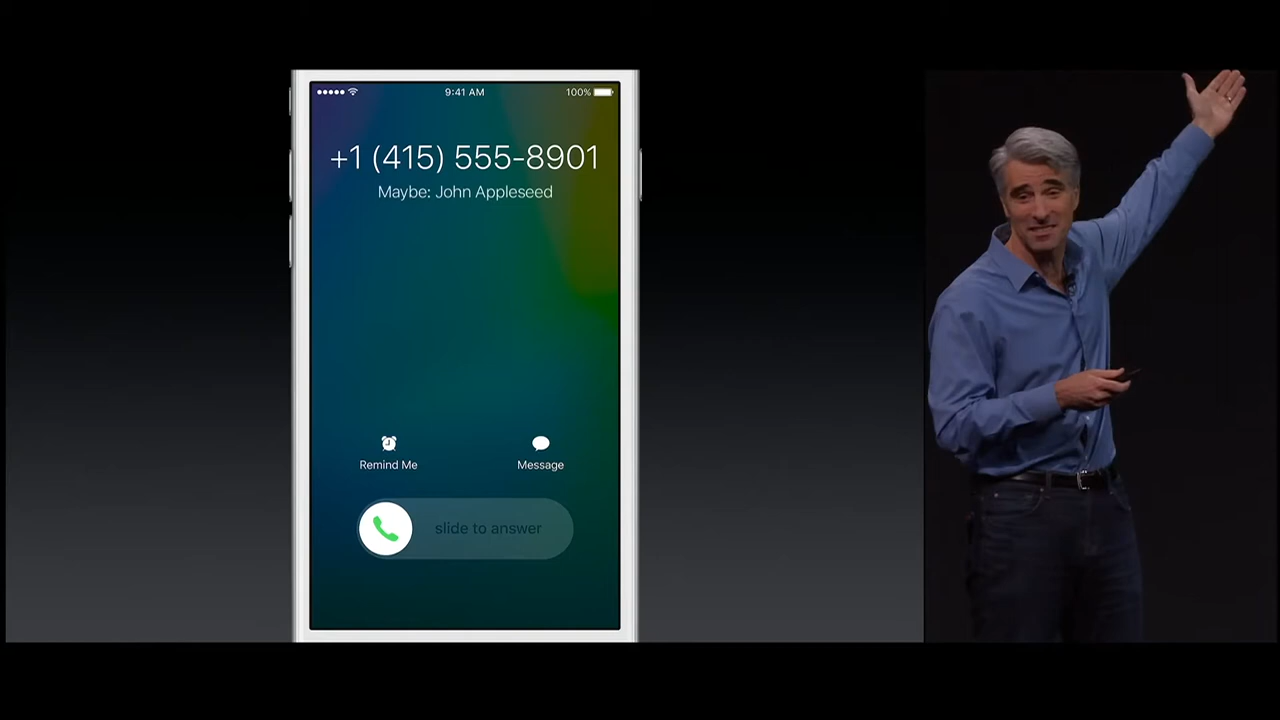 9:41 AM
100%
+1 (415) 555-8901
Maybe: John Appleseed
Remind Me
Message
slide to answer